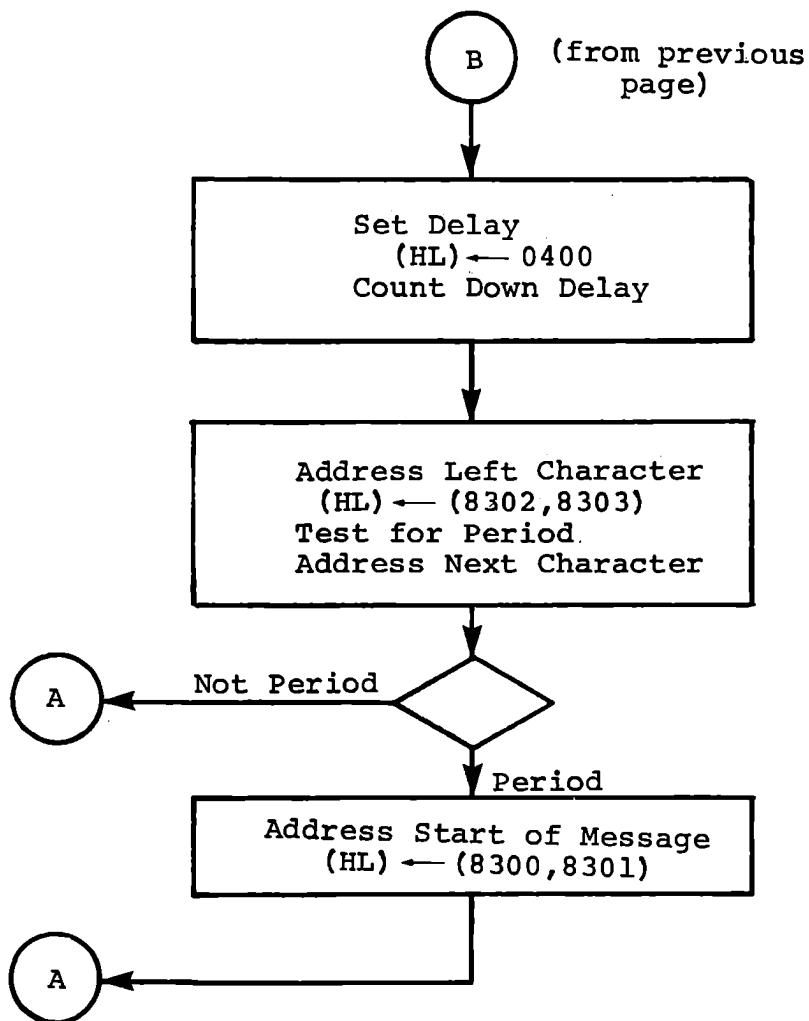 B
(from previous
page)
Set Delay
(HL) ← 0400
Count Down Delay
Address Left Character
(HL) ← (8302,8303)
Test for Period
Address Next Character
Not Period
A
Period
Address Start of Message
(HL) ← (8300,8301)
A